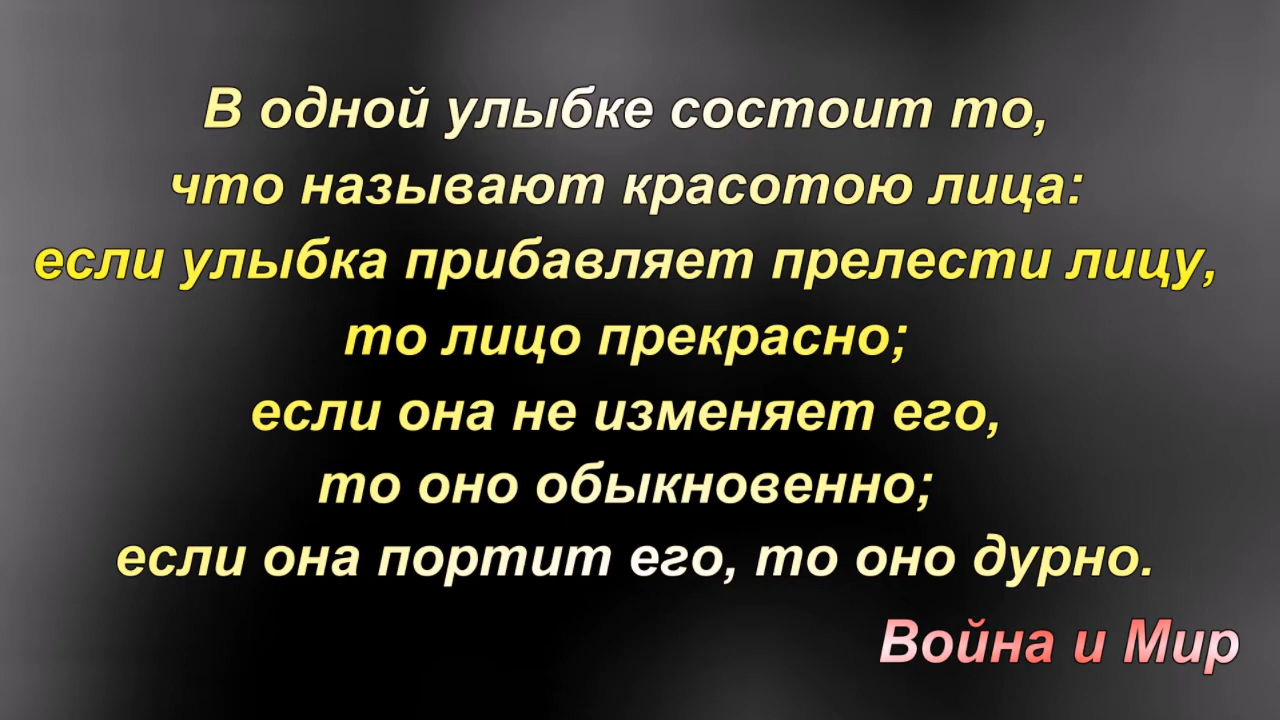 В одной улыбке состоит то,
что называют красотою лица:
если улыбка прибавляет прелести лицу,
то лицо прекрасно;
если она не изменяет его,
то оно обыкновенно;
если она портит его, то оно дурно.
Война и Мир